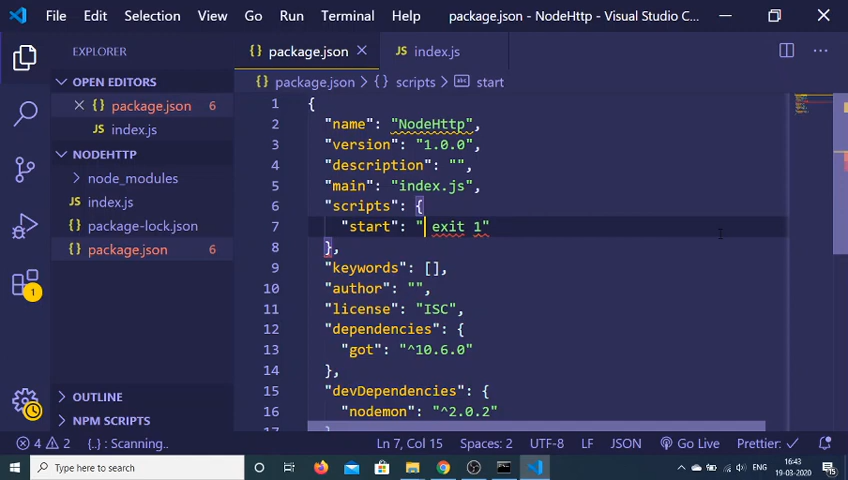 File Edit Selection View Go Run Terminal Help package.json - NodeHttp - Visual Studio C...
EXPLORER
{} package.json × JS index.js ...
OPEN EDITORS
{} package.json > {} scripts > abc start
× {} package.json 6
JS index.js
NODEHTTP
> node_modules
JS index.js
{} package-lock.json
{} package.json 6
1
OUTLINE
NPM SCRIPTS
1 {
2 "name": "NodeHttp",
3 "version": "1.0.0",
4 "description": "",
5 "main": "index.js",
6 "scripts": {
7 "start": " exit 1"
8 },
9 "keywords": [],
10 "author": "",
11 "license": "ISC",
12 "dependencies": {
13 "got": "^10.6.0"
14 },
15 "devDependencies": {
16 "nodemon": "^2.0.2"
17 }
4 2 {..} : Scanning.. Ln 7, Col 15 Spaces: 2 UTF-8 LF JSON Go Live Prettier: ✓
Type here to search
ENG
16:43
19-03-2020